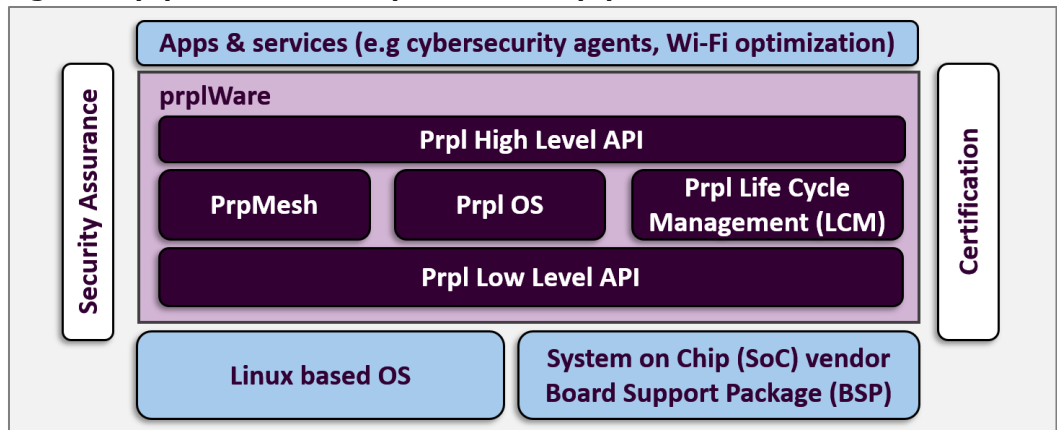 Apps & services (e.g cybersecurity agents, Wi-Fi optimization)
Security Assurance
prplWare
Prpl High Level API
PrpMesh
Prpl OS
Prpl Life Cycle
Management (LCM)
Prpl Low Level API
Certification
Linux based OS
System on Chip (SoC) vendor
Board Support Package (BSP)